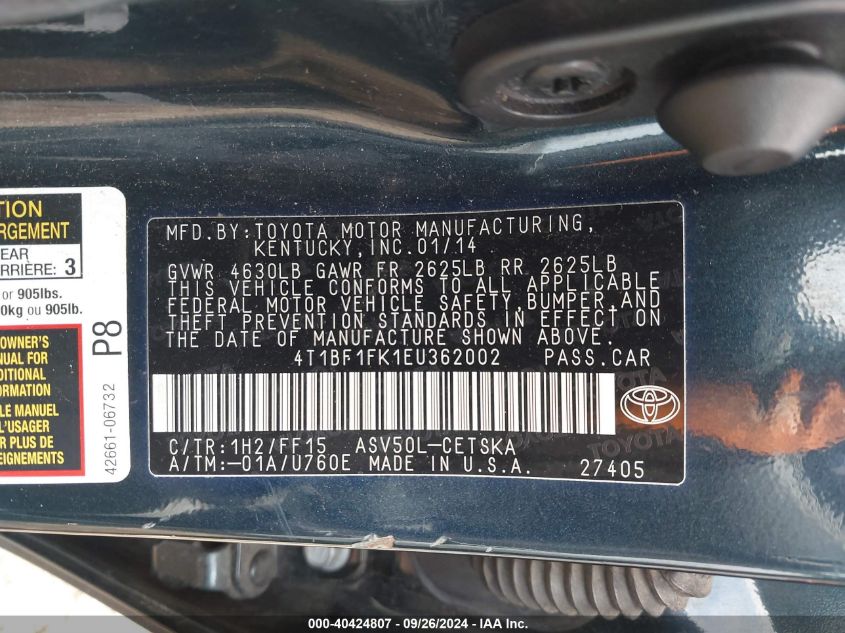 TION
RGEMENT
EAR
RRIÈRE: 3
or 905lbs.
0kg ou 905lb.
OWNER'S
NUAL FOR
DITIONAL
ORMATION
LE MANUEL
L'USAGER
R PLUS DE
EIGNEMENTS
P8
42661-06732
MFD.BY:TOYOTA MOTOR MANUFACTURING,
KENTUCKY,INC.01/14
GVWR 4630LB GAWR FR 2625LB RR 2625LB
THIS VEHICLE CONFORMS TO ALL APPLICABLE
FEDERAL MOTOR VEHICLE SAFETY,BUMPER,AND
THEFT PREVENTION STANDARDS IN EFFECT ON
THE DATE OF MANUFACTURE SHOWN ABOVE.
4T1BF1FK1EU362002 PASS.CAR
C/TR:1H2/FF15 ASV50L-CETSKA
A/TM:-01A/U760E MADE IN U.S.A. 27405
000-40424807 - 09/26/2024 - IAA Inc.